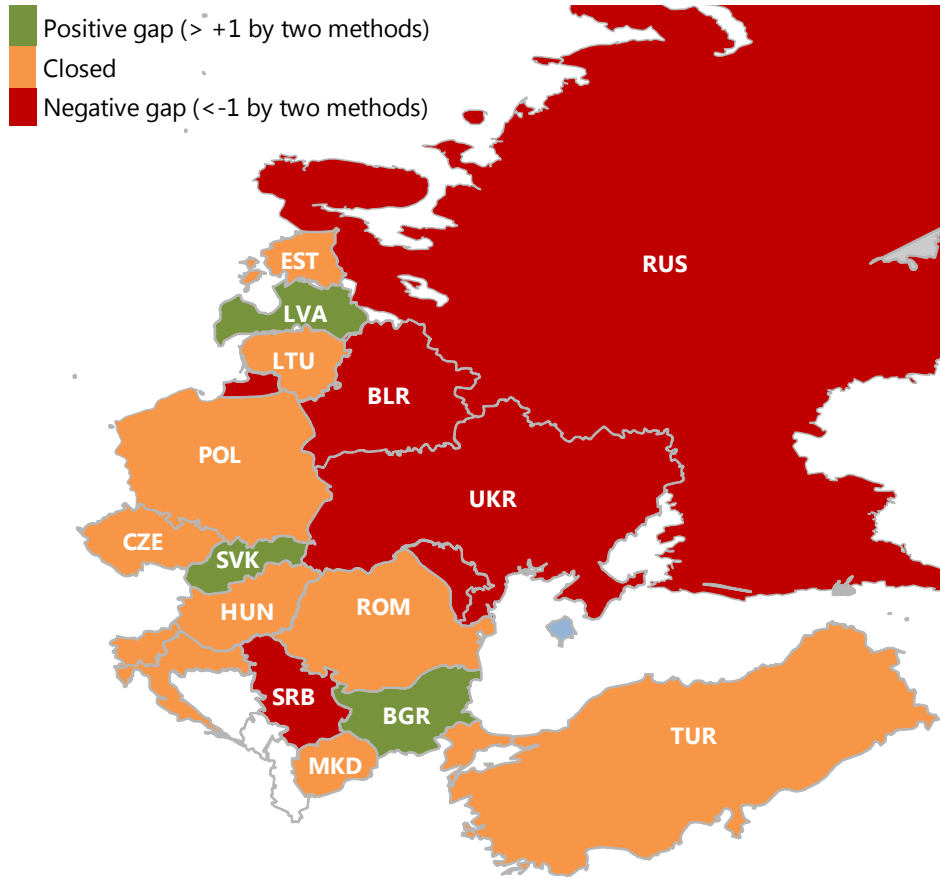 Positive gap (> +1 by two methods)
Closed
Negative gap (<-1 by two methods)
RUS
EST
LVA
LTU
BLR
POL
UKR
CZE
SVK
HUN
ROM
SRB
BGR
TUR
MKD